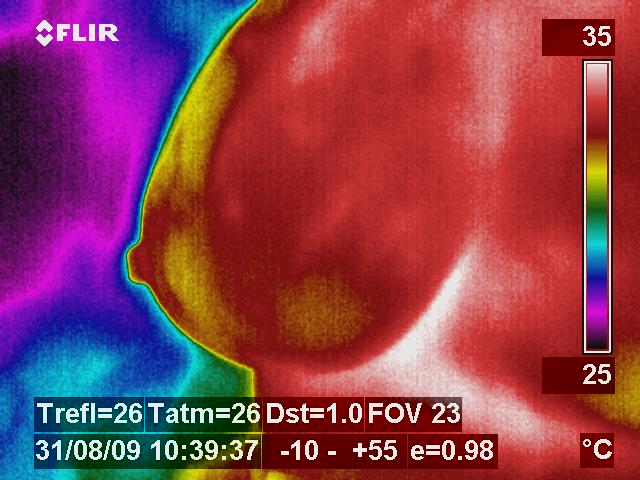 FLIR
35
25
Trefl=26 Tatm=26 Dst=1.0 FOV 23
31/08/09 10:39:37 -10 - +55 e=0.98 °C